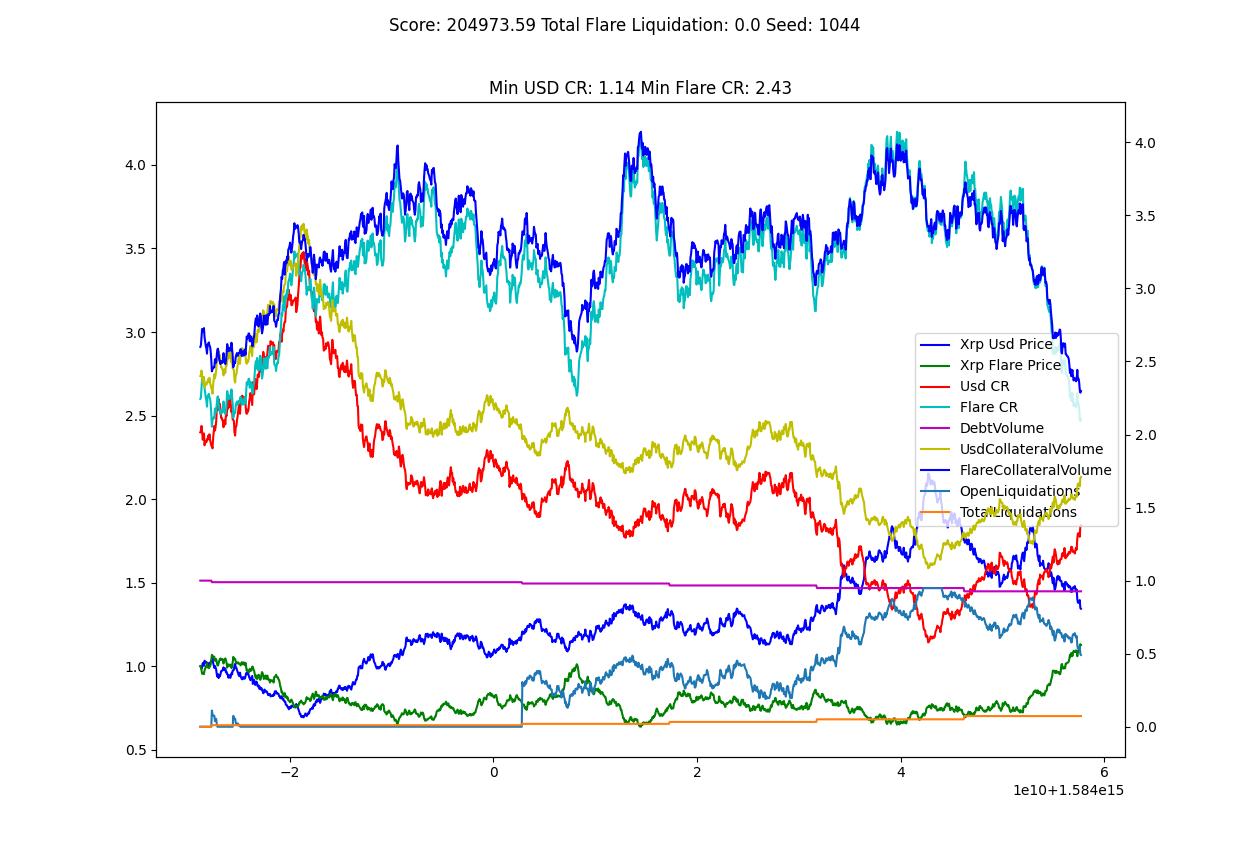 Score: 204973.59 Total Flare Liquidation: 0.0 Seed: 1044
Min USD CR: 1.14 Min Flare CR: 2.43
4.0
3.5
3.0
2.5
2.0
1.5
1.0
0.5
4.0
3.5
3.0
2.5
2.0
1.5
1.0
0.5
0.0
Xrp Usd Price
Xrp Flare Price
Usd CR
Flare CR
DebtVolume
UsdCollateralVolume
FlareCollateralVolume
OpenLiquidations
TotalLiquidations
−2 0 2 4 6
1e10+1.584e15